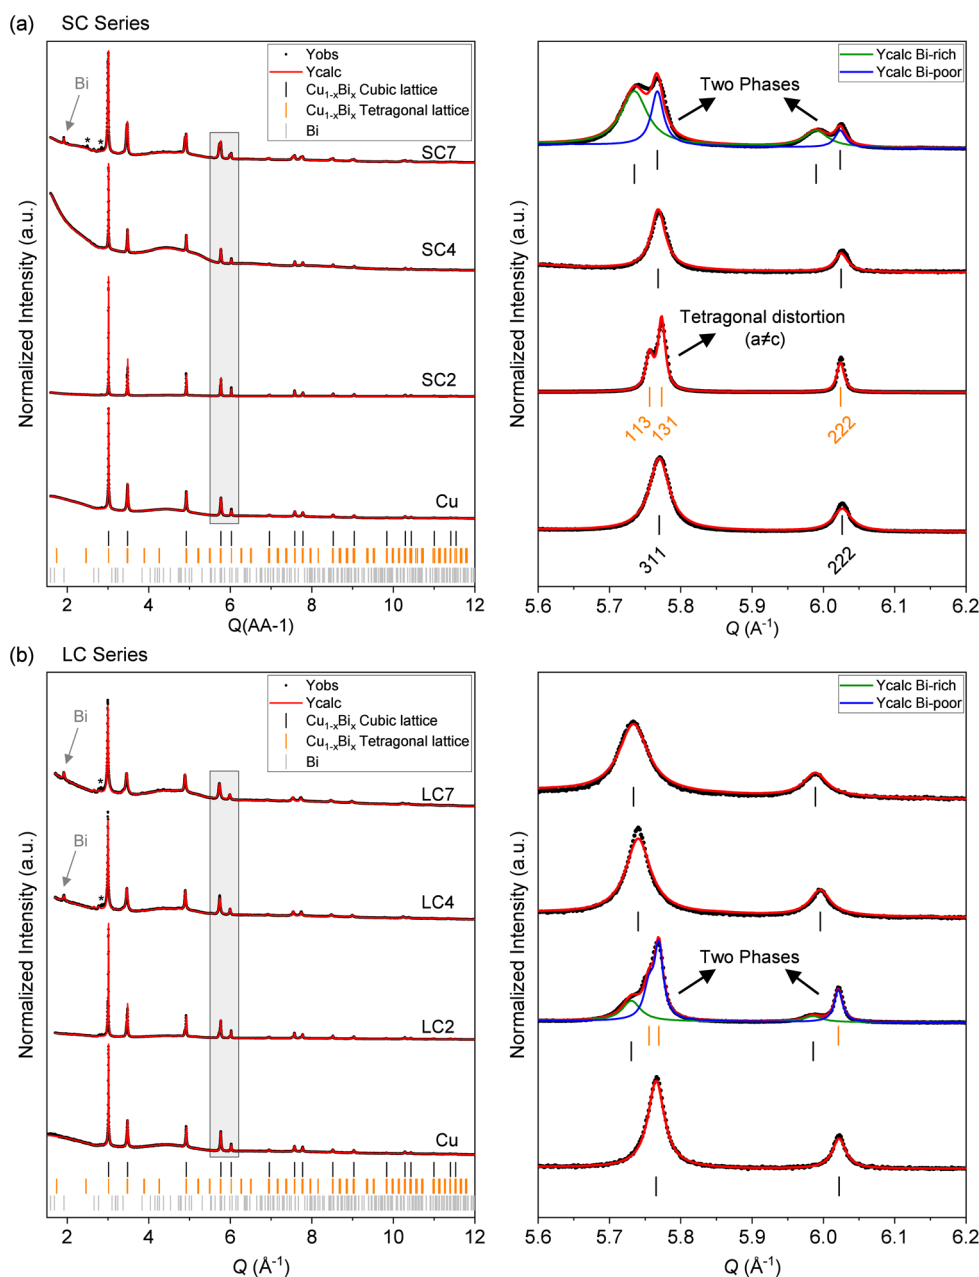 (a) SC Series
Normalized Intensity (a.u.)
Yobs
Ycalc
Cu1-xBix Cubic lattice
Cu1-xBix Tetragonal lattice
Bi
Bi
* *
SC7
SC4
SC2
Cu
2 4 6 8 10 12
Q(AA-1)
Normalized Intensity (a.u.)
Ycalc Bi-rich
Ycalc Bi-poor
Two Phases
Tetragonal distortion
(a≠c)
113 131 222
311 222
5.6 5.7 5.8 5.9 6.0 6.1 6.2
Q (A-1)
(b) LC Series
Normalized Intensity (a.u.)
Yobs
Ycalc
Cu1-xBix Cubic lattice
Cu1-xBix Tetragonal lattice
Bi
Bi
*
LC7
Bi
*
LC4
LC2
Cu
2 4 6 8 10 12
Q (Å-1)
Normalized Intensity (a.u.)
Ycalc Bi-rich
Ycalc Bi-poor
Two Phases
5.6 5.7 5.8 5.9 6.0 6.1 6.2
Q (Å-1)